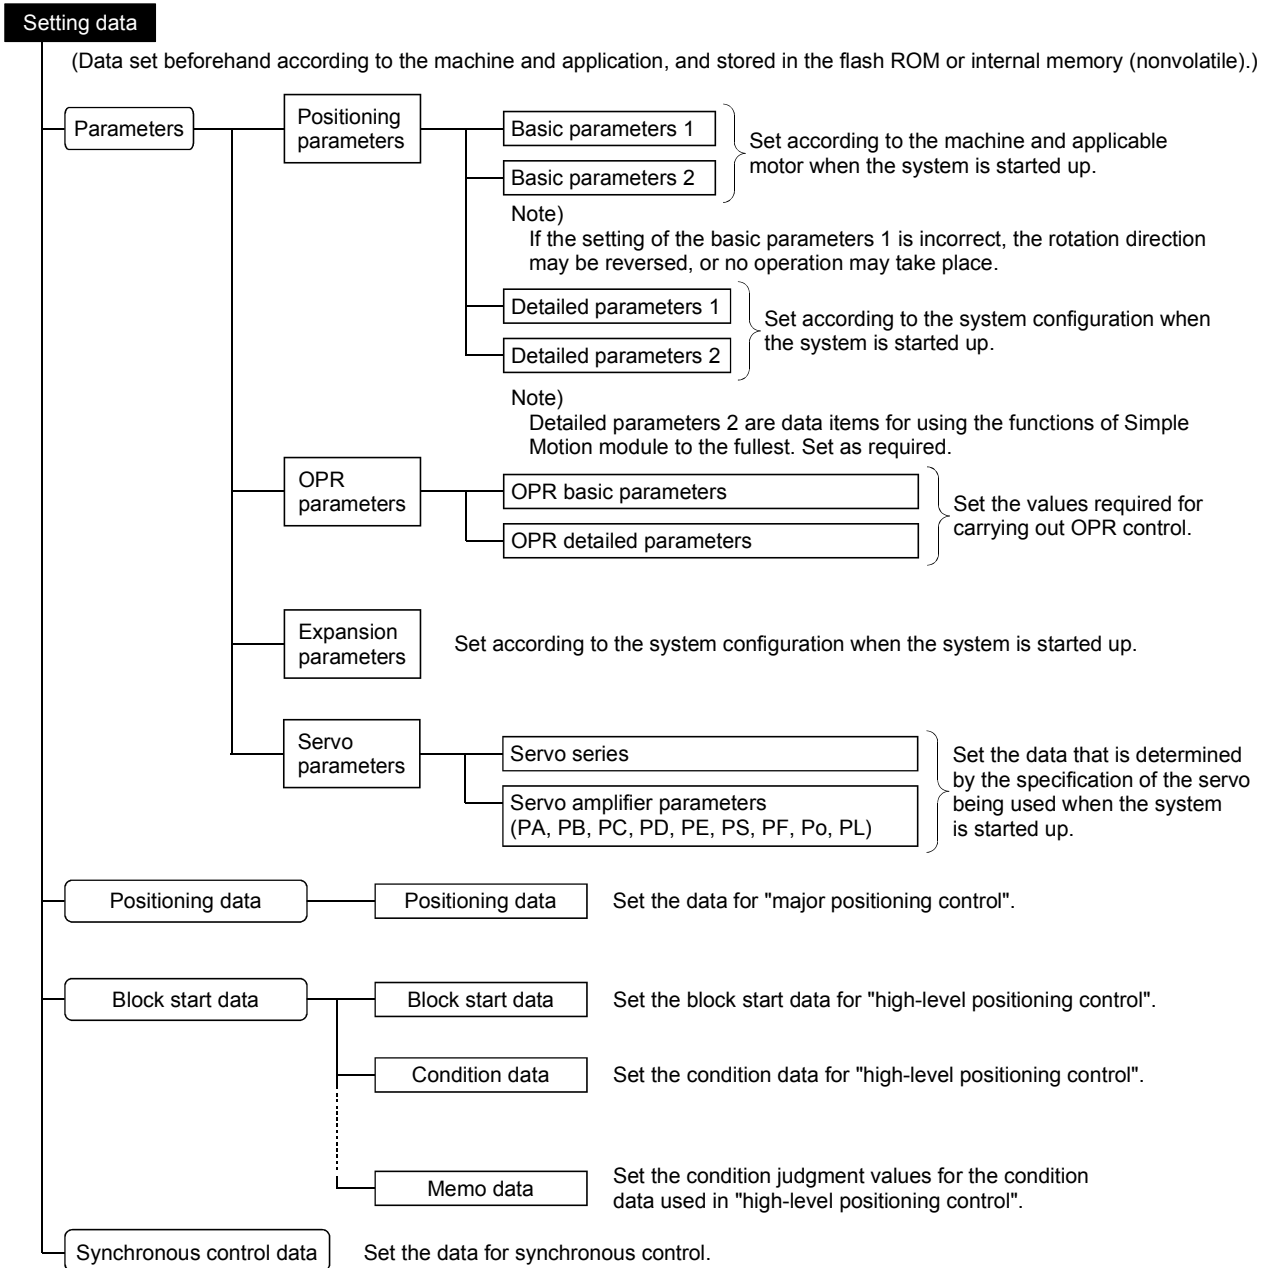 Setting data
(Data set beforehand according to the machine and application, and stored in the flash ROM or internal memory (nonvolatile).)
Parameters
Positioning
parameters
Basic parameters 1
Basic parameters 2
Set according to the machine and applicable
motor when the system is started up.
Note)
If the setting of the basic parameters 1 is incorrect, the rotation direction
may be reversed, or no operation may take place.
Detailed parameters 1
Detailed parameters 2
Set according to the system configuration when
the system is started up.
Note)
Detailed parameters 2 are data items for using the functions of Simple
Motion module to the fullest. Set as required.
OPR
parameters
OPR basic parameters
OPR detailed parameters
Set the values required for
carrying out OPR control.
Expansion
parameters
Set according to the system configuration when the system is started up.
Servo
parameters
Servo series
Servo amplifier parameters
(PA, PB, PC, PD, PE, PS, PF, Po, PL)
Set the data that is determined
by the specification of the servo
being used when the system
is started up.
Positioning data
Positioning data
Set the data for "major positioning control".
Block start data
Block start data
Set the block start data for "high-level positioning control".
Condition data
Set the condition data for "high-level positioning control".
Memo data
Set the condition judgment values for the condition
data used in "high-level positioning control".
Synchronous control data
Set the data for synchronous control.